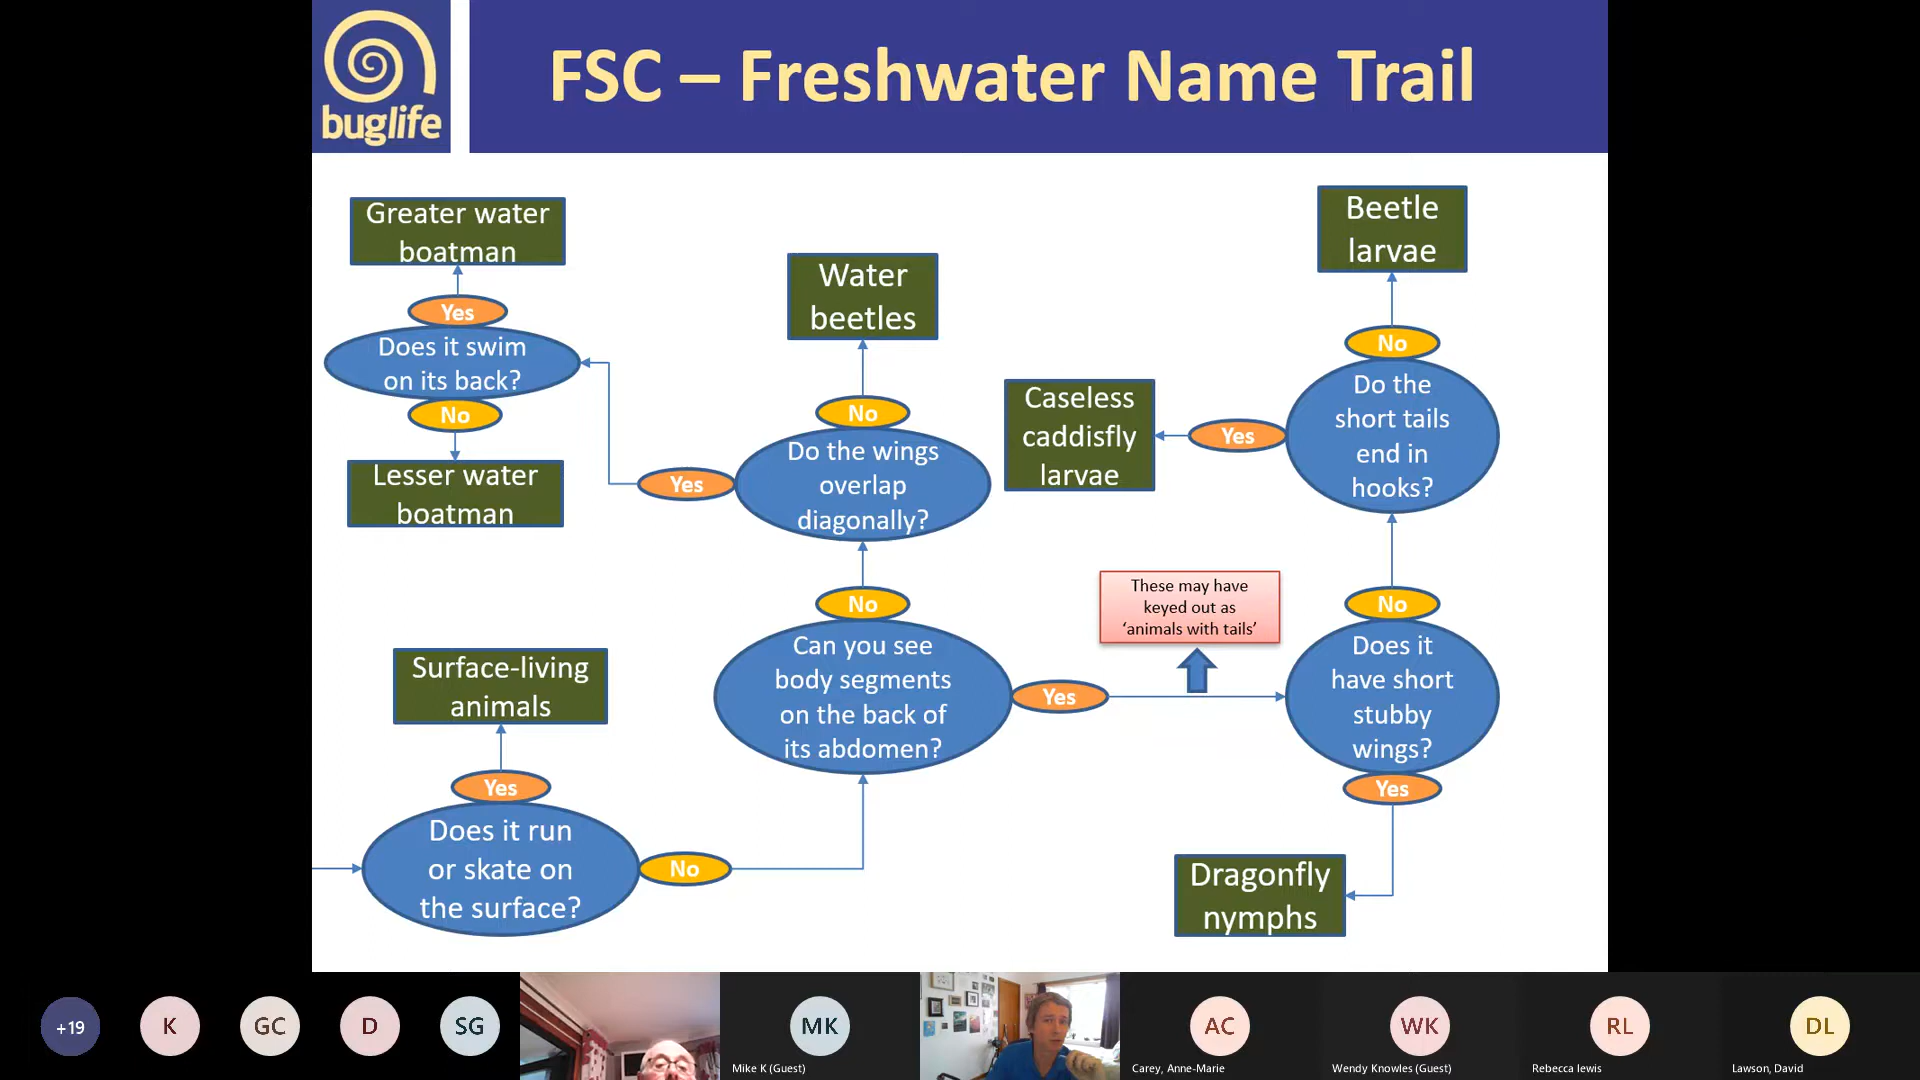 buglife
FSC – Freshwater Name Trail
Greater water
boatman
Yes
Does it swim
on its back?
No
Lesser water
boatman
Water
beetles
No
Do the wings
overlap
diagonally?
Yes
Beetle
larvae
No
Do the
short tails
end in
hooks?
Yes
Caseless
caddisfly
larvae
No
Can you see
body segments
on the back of
its abdomen?
Yes
These may have
keyed out as
‘animals with tails’
No
Does it
have short
stubby
wings?
Yes
Dragonfly
nymphs
Surface-living
animals
Yes
Does it run
or skate on
the surface?
No
+19
K
GC
D
SG
MK
Mike K (Guest)
AC
Carey, Anne-Marie
WK
Wendy Knowles (Guest)
RL
Rebecca lewis
DL
Lawson, David